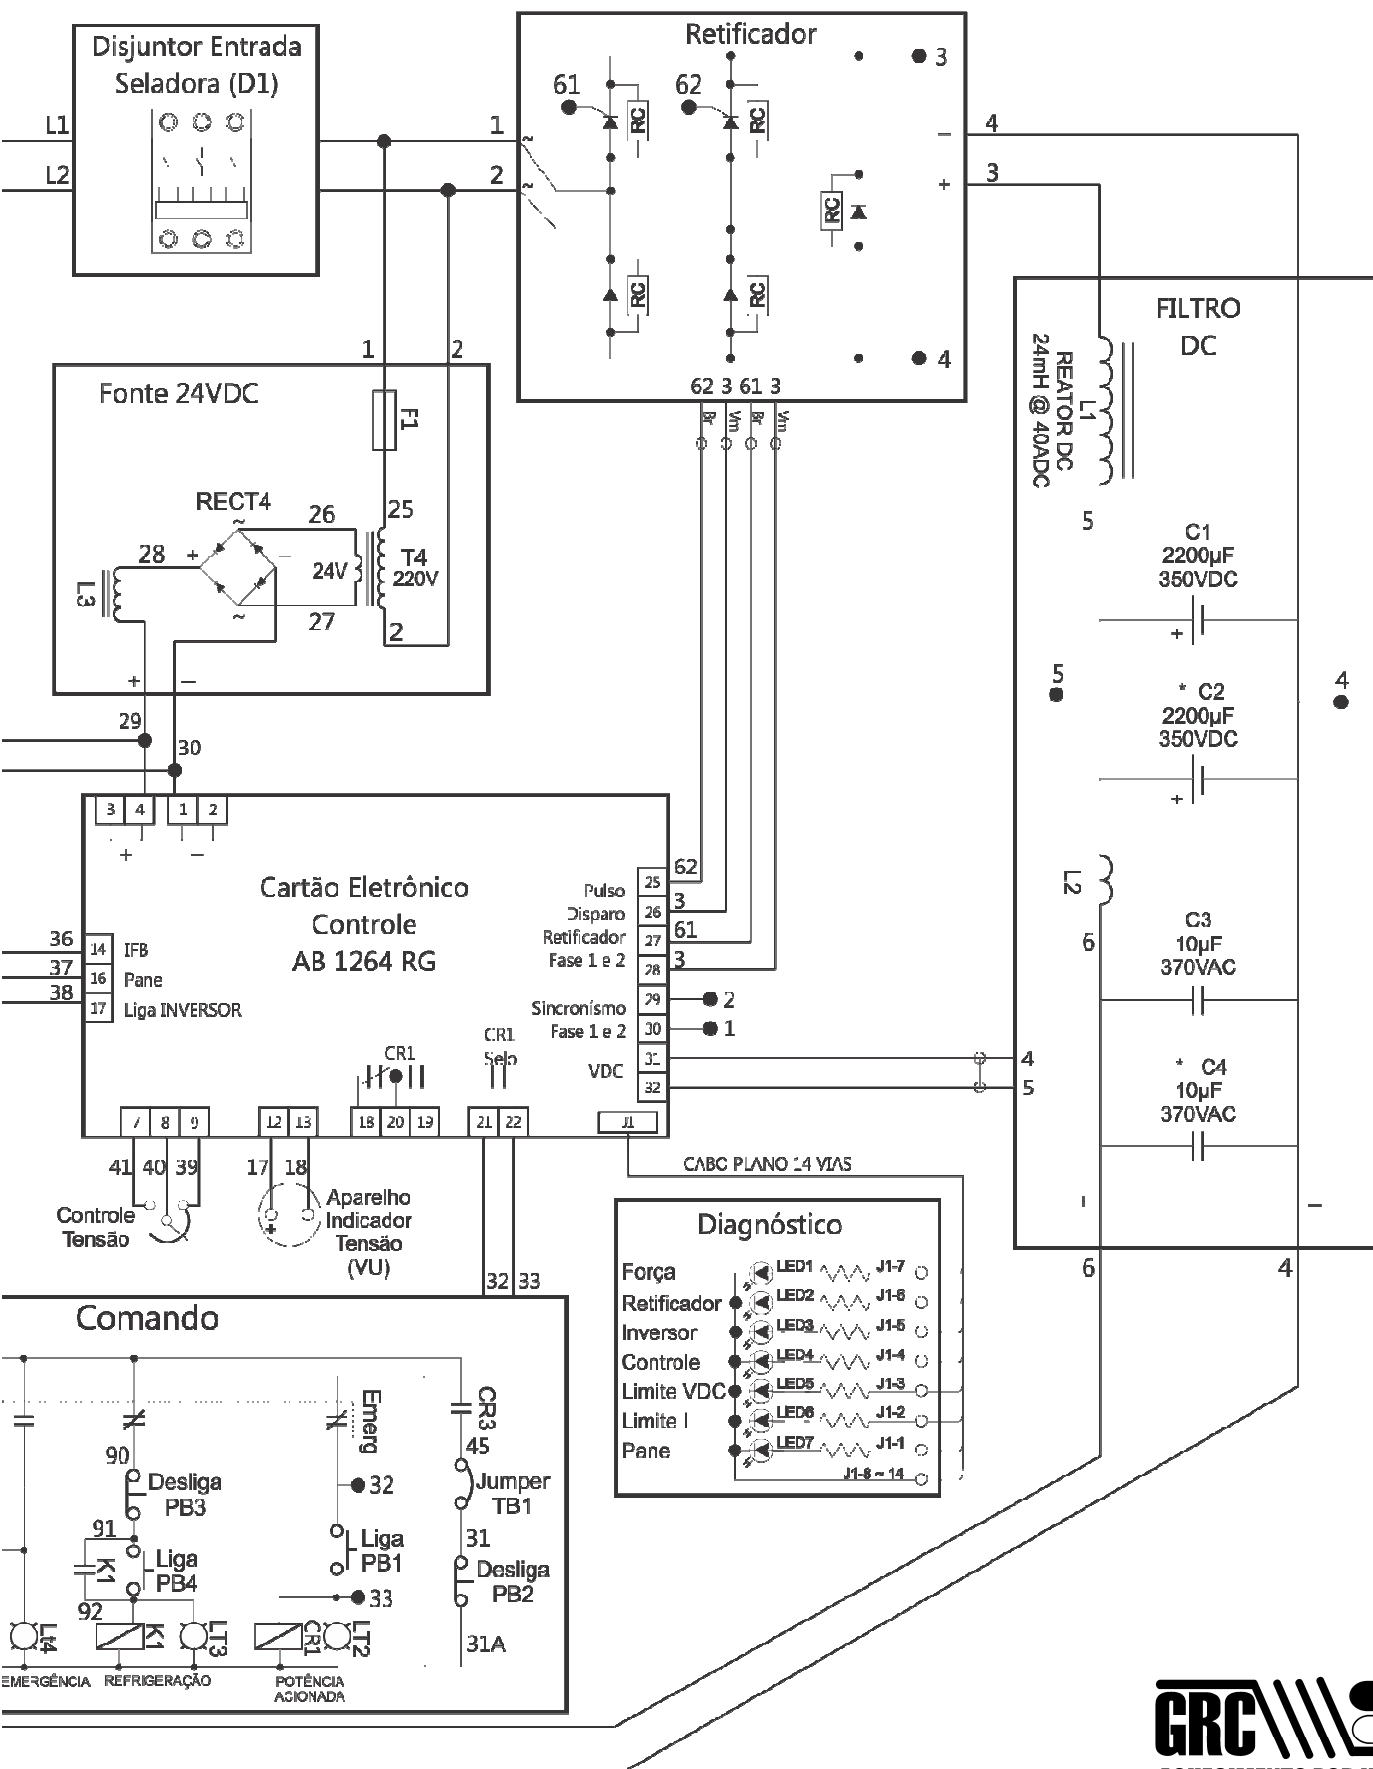 Disjuntor Entrada
Seladora (D1)
L1
L2
1
2
Retificador
61
62
3
RC
RC
~
~
RC
RC
RC
4
−
4
+
3
62 3 61 3
Br
Vm
Br
Vm
1
2
Fonte 24VDC
F1
RECT4
~
26
25
28
+
−
24V
T4
220V
L3
~
27
2
+
−
29
30
FILTRO
DC
L1
REATOR DC
24mH @ 40ADC
5
C1
2200µF
350VDC
+
5
* C2
2200µF
350VDC
4
+
L2
6
C3
10µF
370VAC
* C4
10µF
370VAC
−
6
4
3 4 1 2
+ −
Cartão Eletrônico
Controle
AB 1264 RG
36 14 IFB
37 16 Pane
38 17 Liga INVERSOR
Pulso
Disparo
Retificador
Fase 1 e 2
25 62
26 3
27 61
28 3
Sincronísmo
Fase 1 e 2
29 2
30 1
VDC
31 4
32 5
CR1
CR1
Selo
7 8 9
12 13
18 20 19
21 22
J1
41 40 39
17 18
Controle
Tensão
+
Aparelho
Indicador
Tensão
(VU)
32 33
CABO PLANO 14 VIAS
Diagnóstico
Força LED1 J1-7
Retificador LED2 J1-6
Inversor LED3 J1-5
Controle LED4 J1-4
Limite VDC LED5 J1-3
Limite I LED6 J1-2
Pane LED7 J1-1
J1-8 ~ 14
Comando
Emerg
CR3
90
45
Desliga
PB3
32
Jumper
TB1
91
31
K1
Liga
PB4
Liga
PB1
Desliga
PB2
92
33
Lt4
K1
LT3
CR1
LT2
31A
EMERGÊNCIA
REFRIGERAÇÃO
POTÊNCIA
ACIONADA
GRC